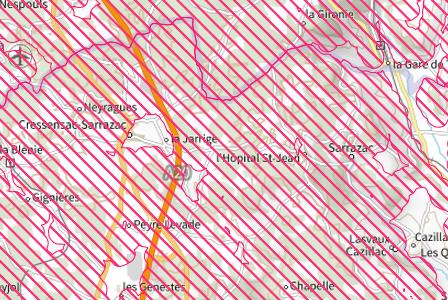 Nespouls
la Gironie
la Gare de
Neyragues
Cressensac-Sarrazac
la Jarrige
la Blénie
l'Hôpital St-Jean
Sarrazac
A20
Gignières
Peyre Levade
Lasvaux
Cazillac
Cazilla
Les Q
les Genestes
Chapelle